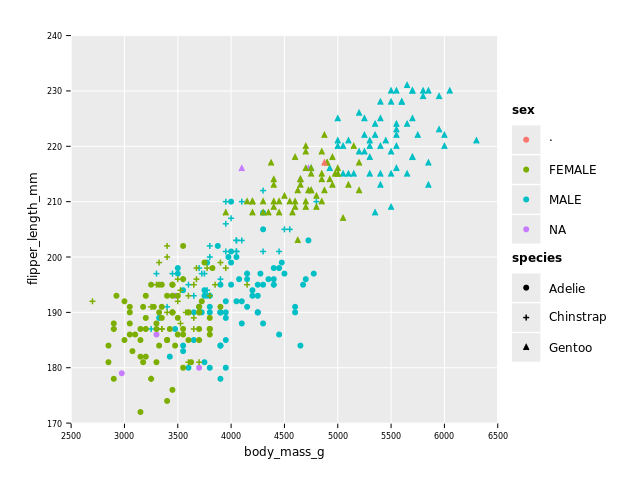 240
230
220
210
200
190
180
170
2500
3000
3500
4000
4500
5000
5500
6000
6500
body_mass_g
flipper_length_mm
sex
.
FEMALE
MALE
NA
species
Adelie
Chinstrap
Gentoo